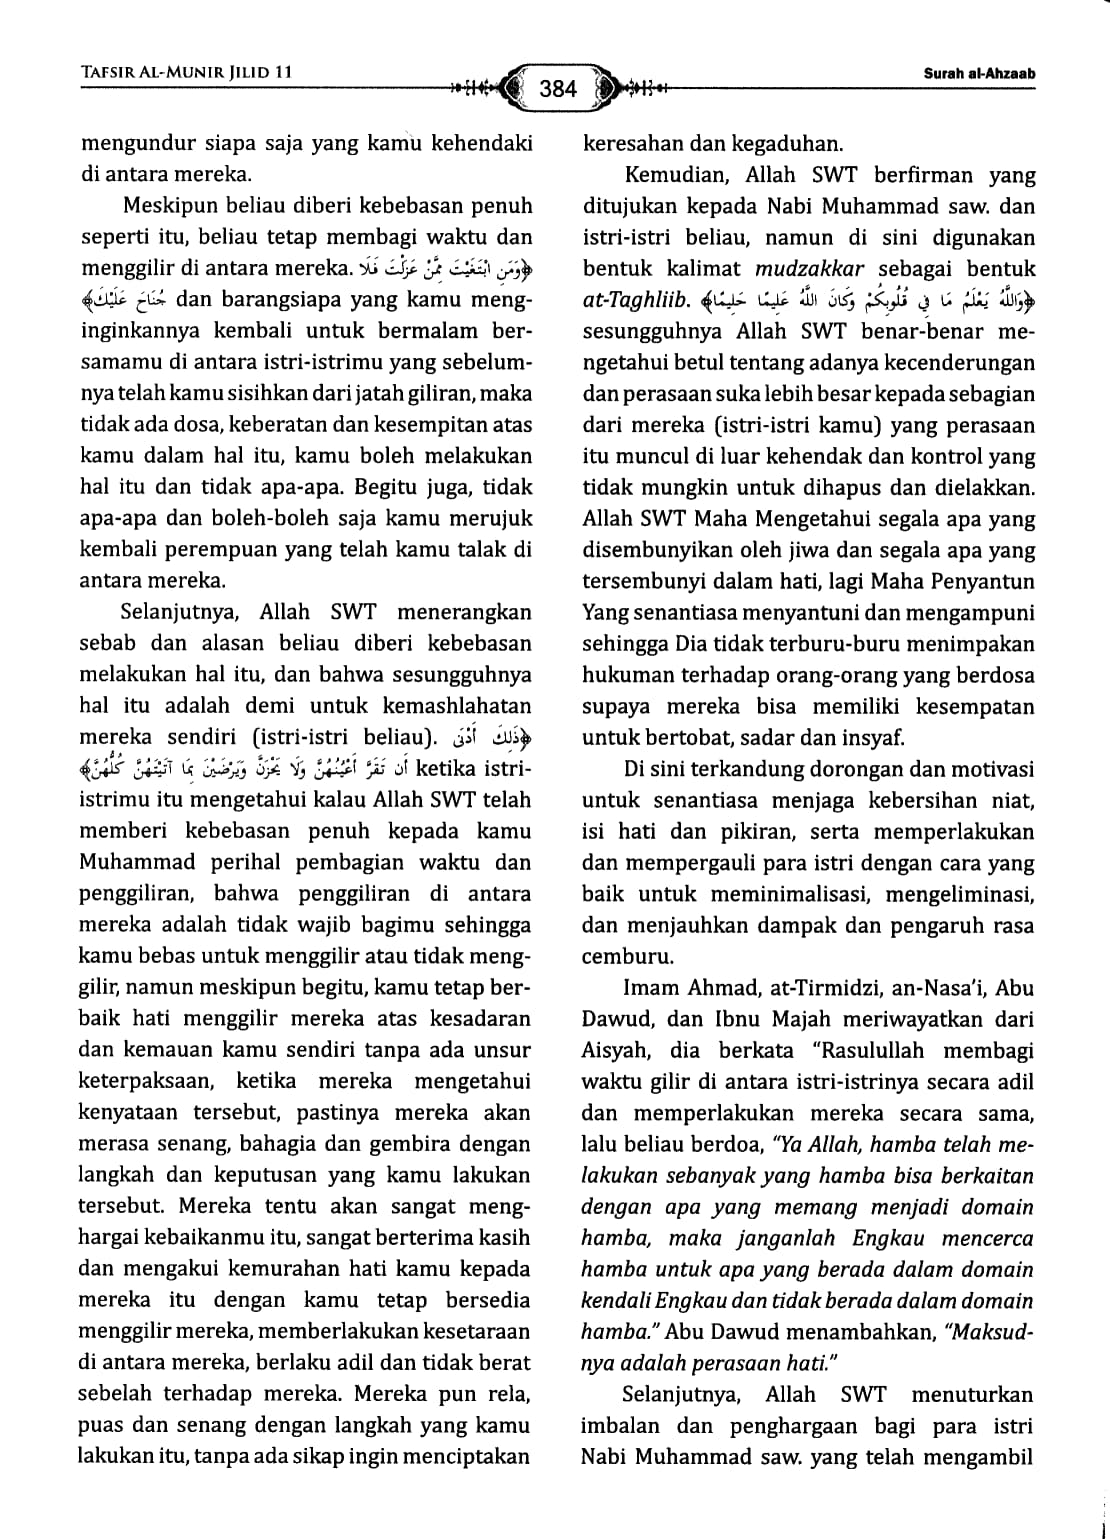 TAFSIR AL-MUNIR JILID 11
384
Surah al-Ahzaab
mengundur siapa saja yang kamu kehendaki
di antara mereka.
Meskipun beliau diberi kebebasan penuh
seperti itu, beliau tetap membagi waktu dan
menggilir di antara mereka. ﴿وَمَنِ ابْتَغَيْتَ مِمَّنْ عَزَلْتَ فَلَا
جُنَاحَ عَلَيْكَ﴾ dan barangsiapa yang kamu meng-
inginkannya kembali untuk bermalam ber-
samamu di antara istri-istrimu yang sebelum-
nya telah kamu sisihkan dari jatah giliran, maka
tidak ada dosa, keberatan dan kesempitan atas
kamu dalam hal itu, kamu boleh melakukan
hal itu dan tidak apa-apa. Begitu juga, tidak
apa-apa dan boleh-boleh saja kamu merujuk
kembali perempuan yang telah kamu talak di
antara mereka.
Selanjutnya, Allah SWT menerangkan
sebab dan alasan beliau diberi kebebasan
melakukan hal itu, dan bahwa sesungguhnya
hal itu adalah demi untuk kemashlahatan
mereka sendiri (istri-istri beliau). ﴿ذَٰلِكَ أَدْنَىٰ
أَن تَقَرَّ أَعْيُنُهُنَّ وَلَا يَحْزَنَّ وَيَرْضَيْنَ بِمَا آتَيْتَهُنَّ كُلُّهُنَّ﴾ ketika istri-
istrimu itu mengetahui kalau Allah SWT telah
memberi kebebasan penuh kepada kamu
Muhammad perihal pembagian waktu dan
penggiliran, bahwa penggiliran di antara
mereka adalah tidak wajib bagimu sehingga
kamu bebas untuk menggilir atau tidak meng-
gilir, namun meskipun begitu, kamu tetap ber-
baik hati menggilir mereka atas kesadaran
dan kemauan kamu sendiri tanpa ada unsur
keterpaksaan, ketika mereka mengetahui
kenyataan tersebut, pastinya mereka akan
merasa senang, bahagia dan gembira dengan
langkah dan keputusan yang kamu lakukan
tersebut. Mereka tentu akan sangat meng-
hargai kebaikanmu itu, sangat berterima kasih
dan mengakui kemurahan hati kamu kepada
mereka itu dengan kamu tetap bersedia
menggilir mereka, memberlakukan kesetaraan
di antara mereka, berlaku adil dan tidak berat
sebelah terhadap mereka. Mereka pun rela,
puas dan senang dengan langkah yang kamu
lakukan itu, tanpa ada sikap ingin menciptakan
keresahan dan kegaduhan.
Kemudian, Allah SWT berfirman yang
ditujukan kepada Nabi Muhammad saw. dan
istri-istri beliau, namun di sini digunakan
bentuk kalimat mudzakkar sebagai bentuk
at-Taghliib. ﴿وَاللَّهُ يَعْلَمُ مَا فِي قُلُوبِكُمْ وَكَانَ اللَّهُ عَلِيمًا حَلِيمًا﴾
sesungguhnya Allah SWT benar-benar me-
ngetahui betul tentang adanya kecenderungan
dan perasaan suka lebih besar kepada sebagian
dari mereka (istri-istri kamu) yang perasaan
itu muncul di luar kehendak dan kontrol yang
tidak mungkin untuk dihapus dan dielakkan.
Allah SWT Maha Mengetahui segala apa yang
disembunyikan oleh jiwa dan segala apa yang
tersembunyi dalam hati, lagi Maha Penyantun
Yang senantiasa menyantuni dan mengampuni
sehingga Dia tidak terburu-buru menimpakan
hukuman terhadap orang-orang yang berdosa
supaya mereka bisa memiliki kesempatan
untuk bertobat, sadar dan insyaf.
Di sini terkandung dorongan dan motivasi
untuk senantiasa menjaga kebersihan niat,
isi hati dan pikiran, serta memperlakukan
dan mempergauli para istri dengan cara yang
baik untuk meminimalisasi, mengeliminasi,
dan menjauhkan dampak dan pengaruh rasa
cemburu.
Imam Ahmad, at-Tirmidzi, an-Nasa'i, Abu
Dawud, dan Ibnu Majah meriwayatkan dari
Aisyah, dia berkata “Rasulullah membagi
waktu gilir di antara istri-istrinya secara adil
dan memperlakukan mereka secara sama,
lalu beliau berdoa, “Ya Allah, hamba telah me-
lakukan sebanyak yang hamba bisa berkaitan
dengan apa yang memang menjadi domain
hamba, maka janganlah Engkau mencerca
hamba untuk apa yang berada dalam domain
kendali Engkau dan tidak berada dalam domain
hamba.” Abu Dawud menambahkan, “Maksud-
nya adalah perasaan hati.”
Selanjutnya, Allah SWT menuturkan
imbalan dan penghargaan bagi para istri
Nabi Muhammad saw. yang telah mengambil